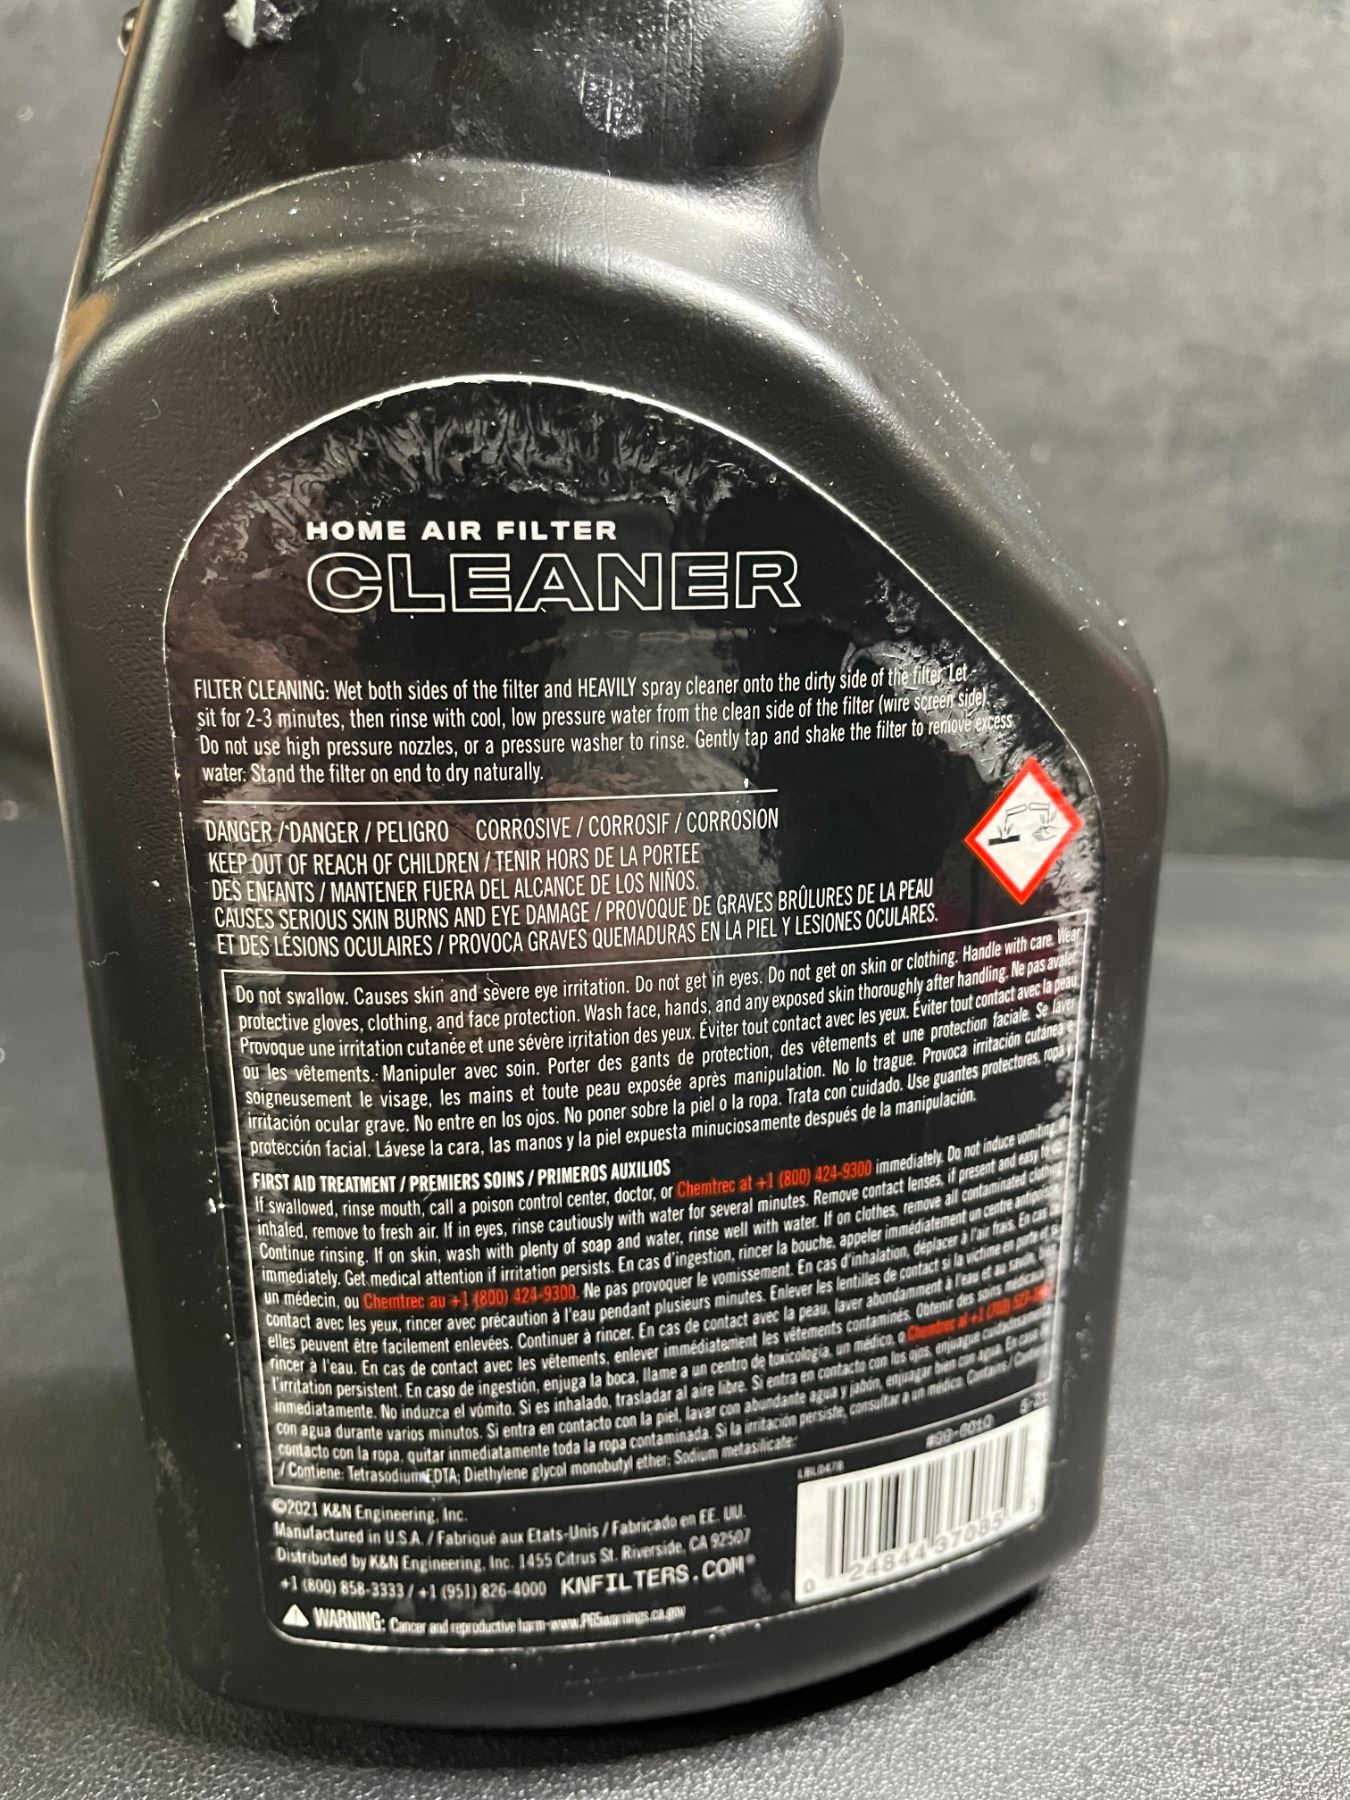 HOME AIR FILTER
CLEANER
FILTER CLEANING: Wet both sides of the filter and HEAVILY spray cleaner onto the dirty side of the filter. Let
sit for 2-3 minutes, then rinse with cool, low pressure water from the clean side of the filter (wire screen side).
Do not use high pressure nozzles, or a pressure washer to rinse. Gently tap and shake the filter to remove excess
water. Stand the filter on end to dry naturally.
DANGER / DANGER / PELIGRO CORROSIVE / CORROSIF / CORROSION
KEEP OUT OF REACH OF CHILDREN / TENIR HORS DE LA PORTEE
DES ENFANTS / MANTENER FUERA DEL ALCANCE DE LOS NIÑOS.
CAUSES SERIOUS SKIN BURNS AND EYE DAMAGE / PROVOQUE DE GRAVES BRÛLURES DE LA PEAU
ET DES LÉSIONS OCULAIRES / PROVOCA GRAVES QUEMADURAS EN LA PIEL Y LESIONES OCULARES.
Do not swallow. Causes skin and severe eye irritation. Do not get in eyes. Do not get on skin or clothing. Handle with care. Wear
protective gloves, clothing, and face protection. Wash face, hands, and any exposed skin thoroughly after handling. Ne pas avaler.
Provoque une irritation cutanée et une sévère irritation des yeux. Éviter tout contact avec les yeux. Éviter tout contact avec la peau
ou les vêtements. Manipuler avec soin. Porter des gants de protection, des vêtements et une protection faciale. Se laver
soigneusement le visage, les mains et toute peau exposée après manipulation. No lo trague. Provoca irritación cutánea e
irritación ocular grave. No entre en los ojos. No poner sobre la piel o la ropa. Trata con cuidado. Use guantes protectores, ropa y
protección facial. Lávese la cara, las manos y la piel expuesta minuciosamente después de la manipulación.
FIRST AID TREATMENT / PREMIERS SOINS / PRIMEROS AUXILIOS
If swallowed, rinse mouth, call a poison control center, doctor, or Chemtrec at +1 (800) 424-9300 immediately. Do not induce vomiting.
inhaled, remove to fresh air. If in eyes, rinse cautiously with water for several minutes. Remove contact lenses, if present and easy to
Continue rinsing. If on skin, wash with plenty of soap and water, rinse well with water. If on clothes, remove all contaminated clothing
immediately. Get medical attention if irritation persists. En cas d'ingestion, rincer la bouche, appeler immédiatement un centre antipoison,
un médecin, ou Chemtrec au +1 (800) 424-9300. Ne pas provoquer le vomissement. En cas d'inhalation, déplacer à l'air frais. En cas
contact avec les yeux, rincer avec précaution à l'eau pendant plusieurs minutes. Enlever les lentilles de contact si la victime en porte et si
elles peuvent être facilement enlevées. Continuer à rincer. En cas de contact avec la peau, laver abondamment à l'eau et au savon,
rincer à l'eau. En cas de contact avec les vêtements, enlever immédiatement les vêtements contaminés. Obtenir des soins médicaux
l'irritation persistent. En caso de ingestión, enjuga la boca, llame a un centro de toxicología, un médico, o Chemtrec al +1 (703)
inmediatamente. No induzca el vómito. Si es inhalado, trasladar al aire libre. Si entra en contacto con los ojos, enjuague
con agua durante varios minutos. Si entra en contacto con la piel, lavar con abundante agua y jabón, enjuagar bien con agua. En caso
contacto con la ropa, quitar inmediatamente toda la ropa contaminada. Si la irritación persiste, consultar a un médico. Contains /
/ Contiene: Tetrasodium EDTA; Diethylene glycol monobutyl ether; Sodium metasilicate;
#99-6010
©2021 K&N Engineering, Inc.
Manufactured in U.S.A. / Fabriqué aux Etats-Unis / Fabricado en EE. UU.
Distributed by K&N Engineering, Inc. 1455 Citrus St. Riverside, CA 92507
+1 (800) 858-3333 / +1 (951) 826-4000 KNFILTERS.COM®
0 24844 37085 3
WARNING: Cancer and reproductive harm-www.P65warnings.ca.gov